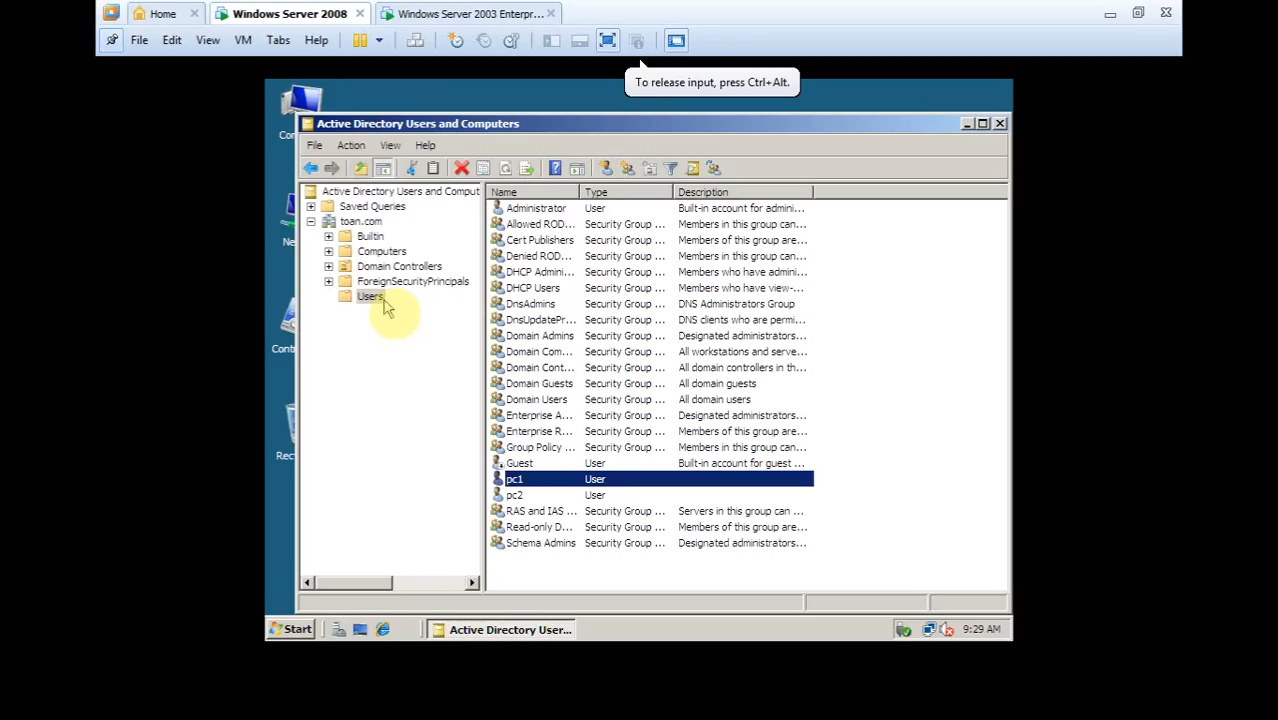 Home
Windows Server 2008
Windows Server 2003 Enterpr...
File Edit View VM Tabs Help
To release input, press Ctrl+Alt.
Active Directory Users and Computers
File Action View Help
Active Directory Users and Comput
Saved Queries
toan.com
Builtin
Computers
Domain Controllers
ForeignSecurityPrincipals
Users
Name Type Description
Administrator User Built-in account for admini...
Allowed ROD... Security Group ... Members in this group can...
Cert Publishers Security Group ... Members of this group are...
Denied ROD... Security Group ... Members in this group can...
DHCP Admini... Security Group ... Members who have admini...
DHCP Users Security Group ... Members who have view-...
DnsAdmins Security Group ... DNS Administrators Group
DnsUpdatePr... Security Group ... DNS clients who are permi...
Domain Admins Security Group ... Designated administrators...
Domain Com... Security Group ... All workstations and serve...
Domain Cont... Security Group ... All domain controllers in th...
Domain Guests Security Group ... All domain guests
Domain Users Security Group ... All domain users
Enterprise A... Security Group ... Designated administrators...
Enterprise R... Security Group ... Members of this group are...
Group Policy ... Security Group ... Members in this group can...
Guest User Built-in account for guest ...
pc1 User
pc2 User
RAS and IAS ... Security Group ... Servers in this group can ...
Read-only D... Security Group ... Members of this group are...
Schema Admins Security Group ... Designated administrators...
Con
Ne
Contr
Recy
Start
Active Directory User...
9:29 AM